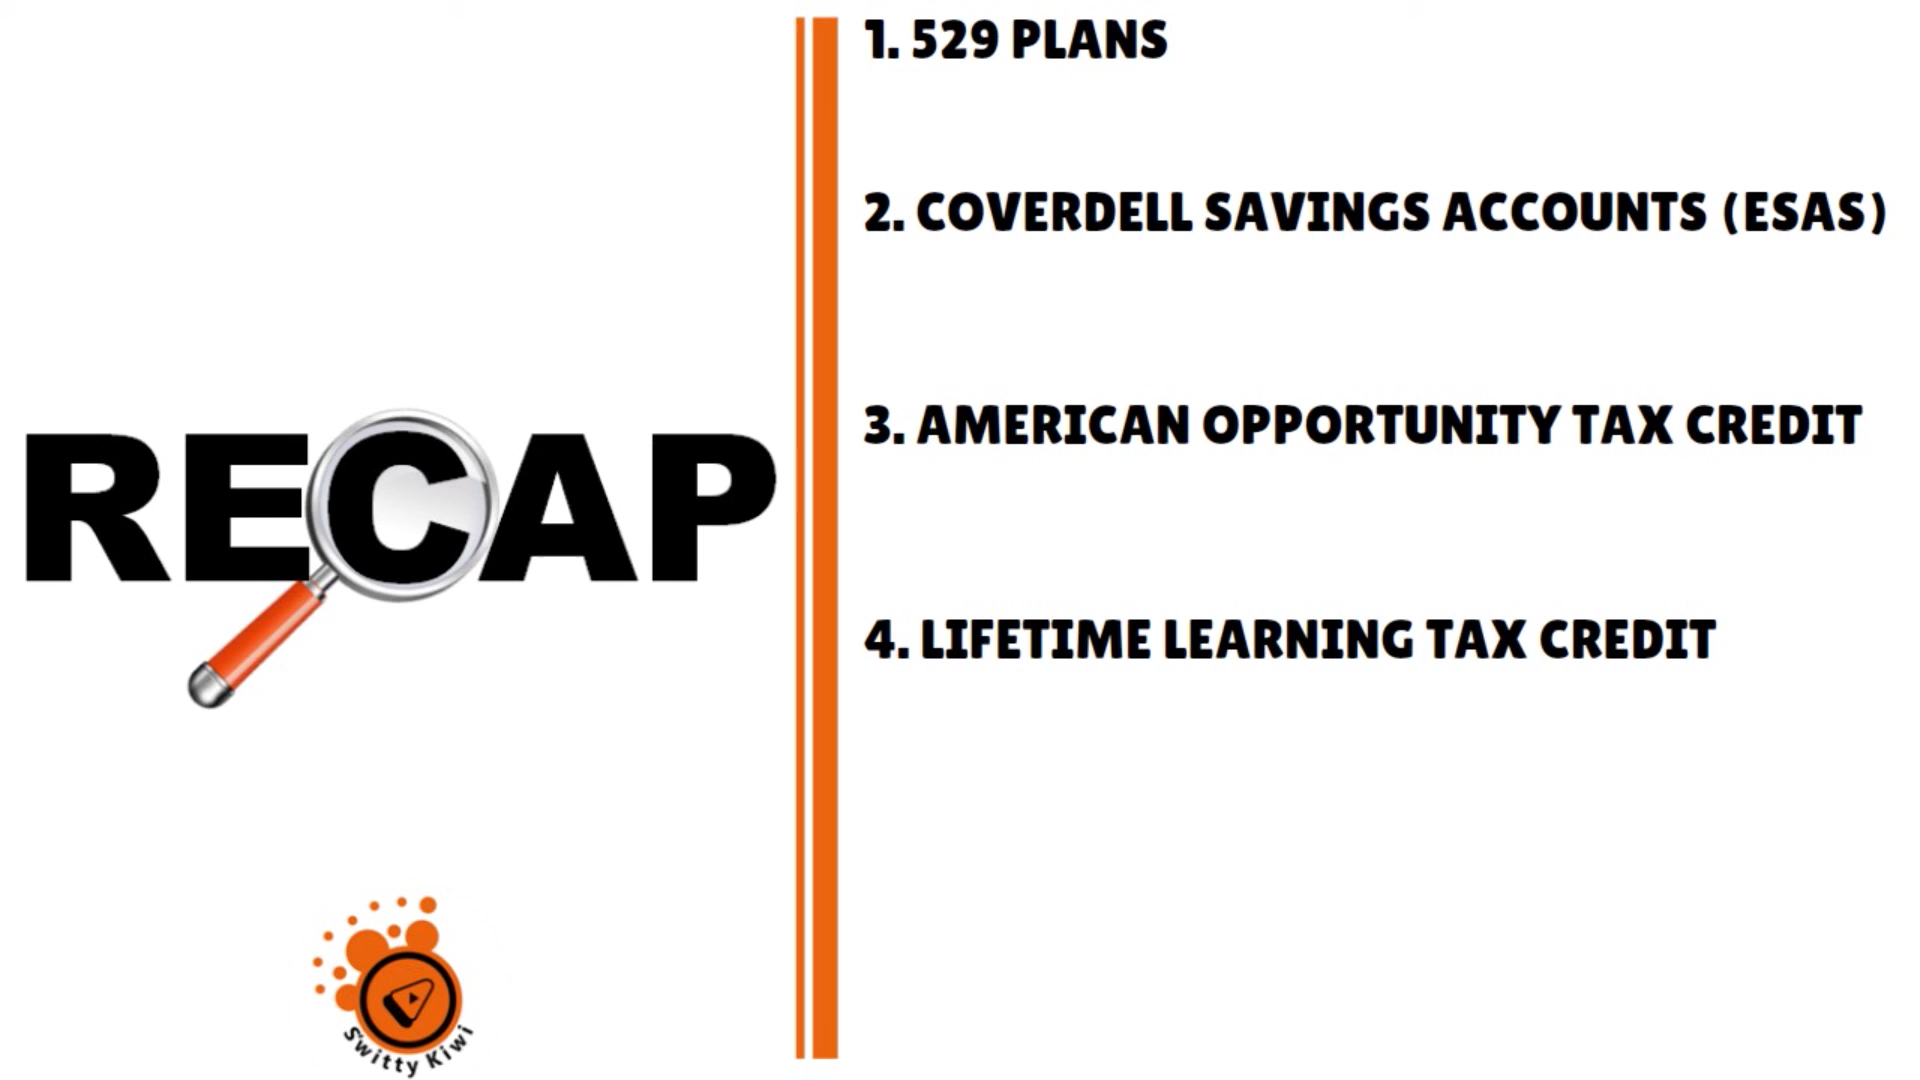 RECAP
Switty Kiwi
1. 529 PLANS
2. COVERDELL SAVINGS ACCOUNTS (ESAS)
3. AMERICAN OPPORTUNITY TAX CREDIT
4. LIFETIME LEARNING TAX CREDIT